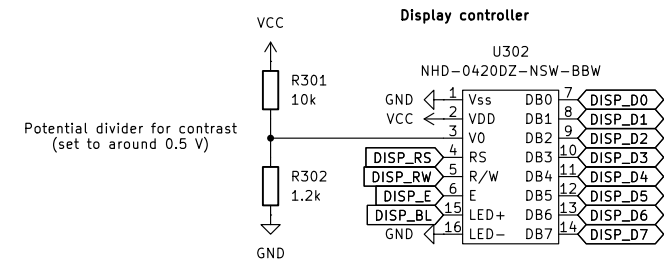 Display controller
VCC
U302
NHD-0420DZ-NSW-BBW
R301
10k
GND 1 Vss DB0 7 DISP_D0
VCC 2 VDD DB1 8 DISP_D1
Potential divider for contrast
(set to around 0.5 V)
3 V0 DB2 9 DISP_D2
DISP_RS 4 RS DB3 10 DISP_D3
DISP_RW 5 R/W DB4 11 DISP_D4
R302
1.2k
DISP_E 6 E DB5 12 DISP_D5
DISP_BL 15 LED+ DB6 13 DISP_D6
GND 16 LED- DB7 14 DISP_D7
GND